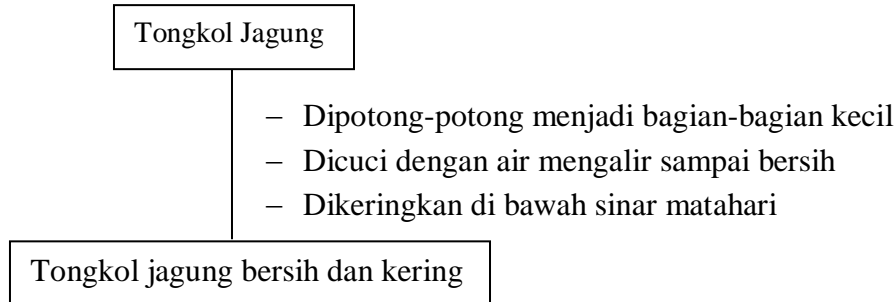 Tongkol Jagung
– Dipotong-potong menjadi bagian-bagian kecil
– Dicuci dengan air mengalir sampai bersih
– Dikeringkan di bawah sinar matahari
Tongkol jagung bersih dan kering